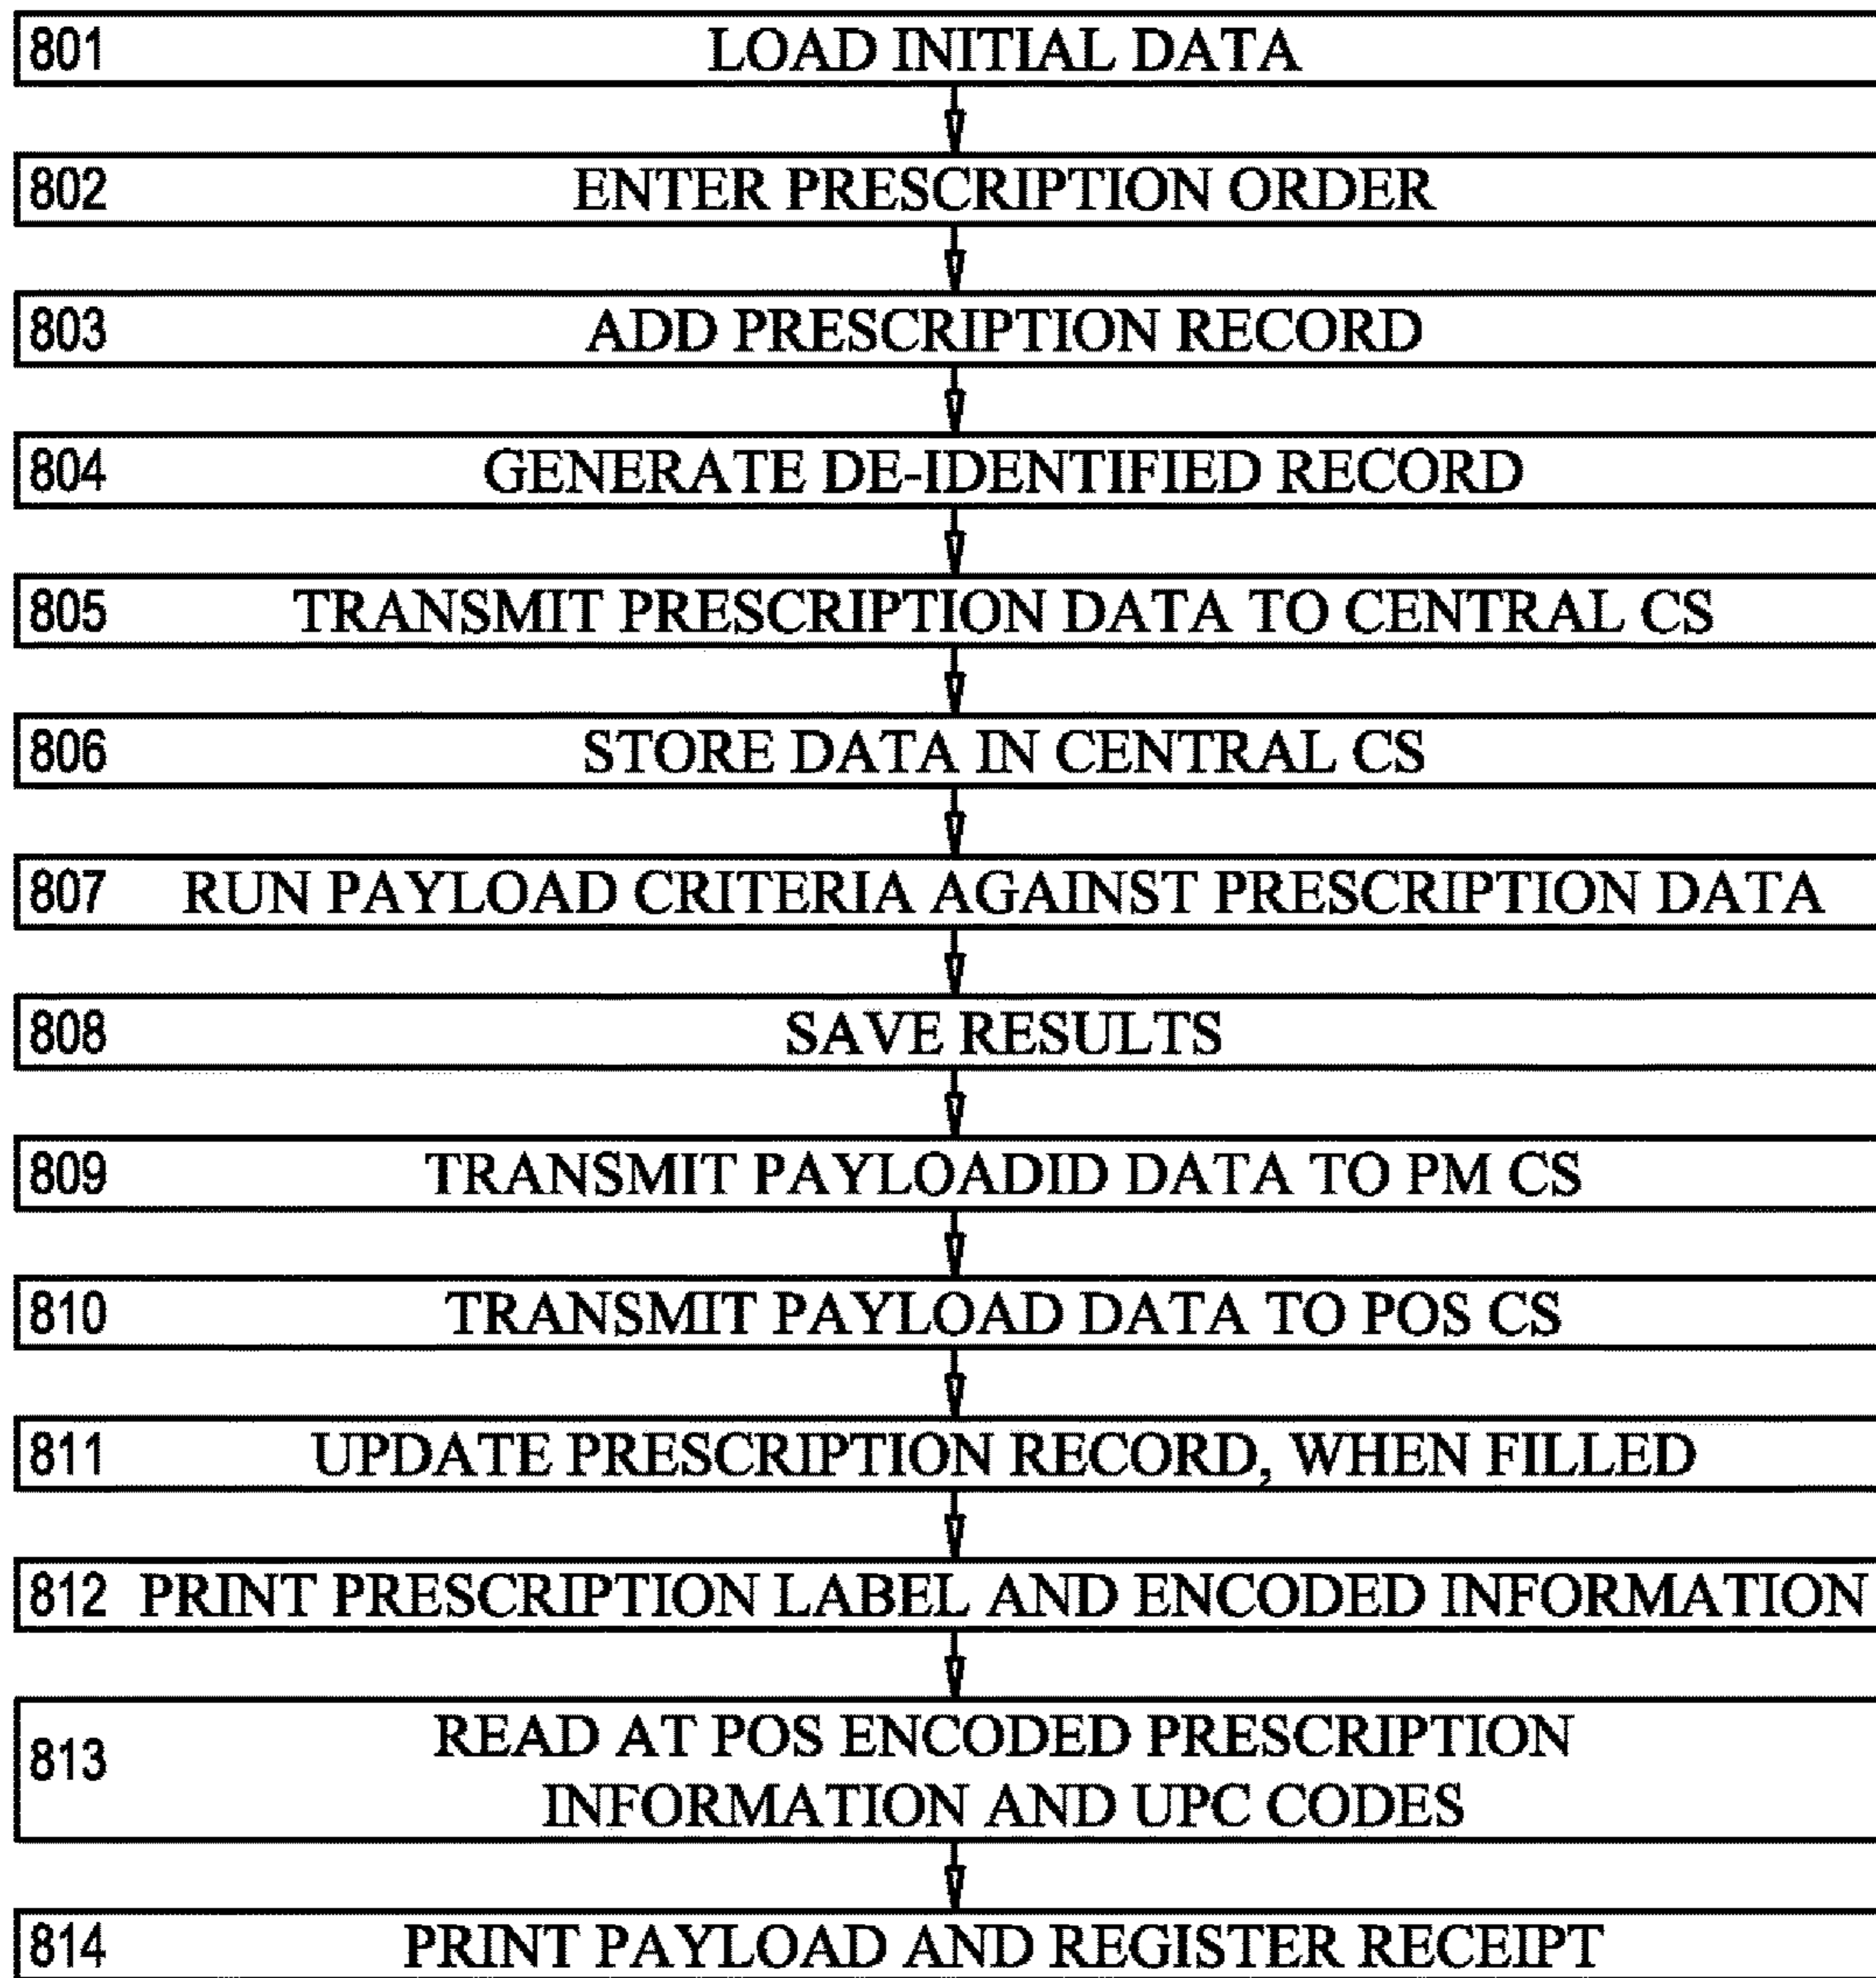 801 LOAD INITIAL DATA
802 ENTER PRESCRIPTION ORDER
803 ADD PRESCRIPTION RECORD
804 GENERATE DE-IDENTIFIED RECORD
805 TRANSMIT PRESCRIPTION DATA TO CENTRAL CS
806 STORE DATA IN CENTRAL CS
807 RUN PAYLOAD CRITERIA AGAINST PRESCRIPTION DATA
808 SAVE RESULTS
809 TRANSMIT PAYLOADID DATA TO PM CS
810 TRANSMIT PAYLOAD DATA TO POS CS
811 UPDATE PRESCRIPTION RECORD, WHEN FILLED
812 PRINT PRESCRIPTION LABEL AND ENCODED INFORMATION
813 READ AT POS ENCODED PRESCRIPTION
INFORMATION AND UPC CODES
814 PRINT PAYLOAD AND REGISTER RECEIPT